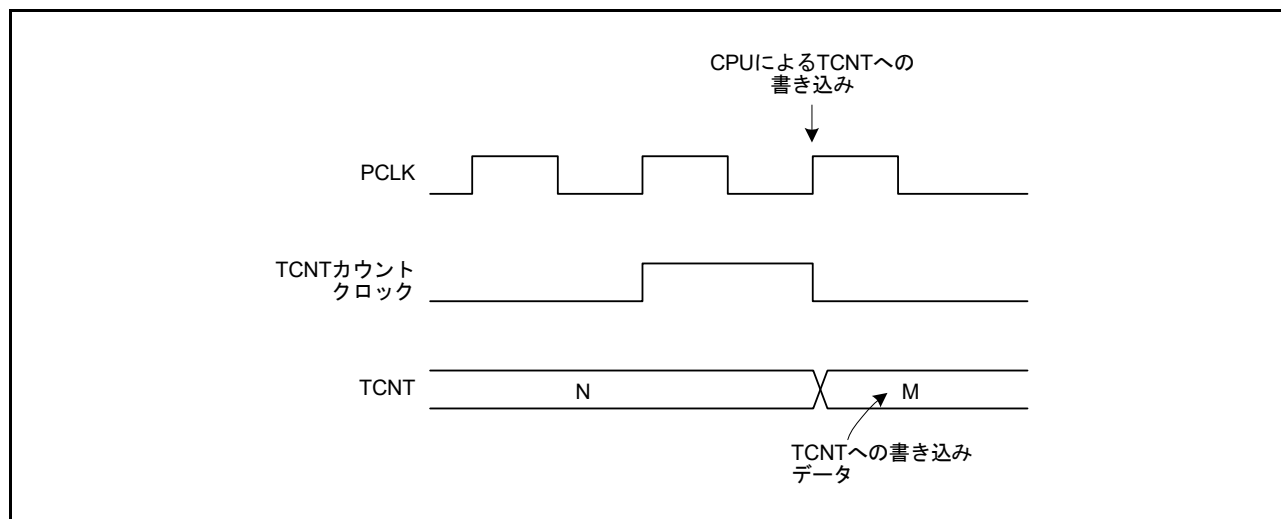 CPUによるTCNTへの
書き込み
PCLK
TCNTカウント
クロック
TCNT
N
M
TCNTへの書き込み
データ